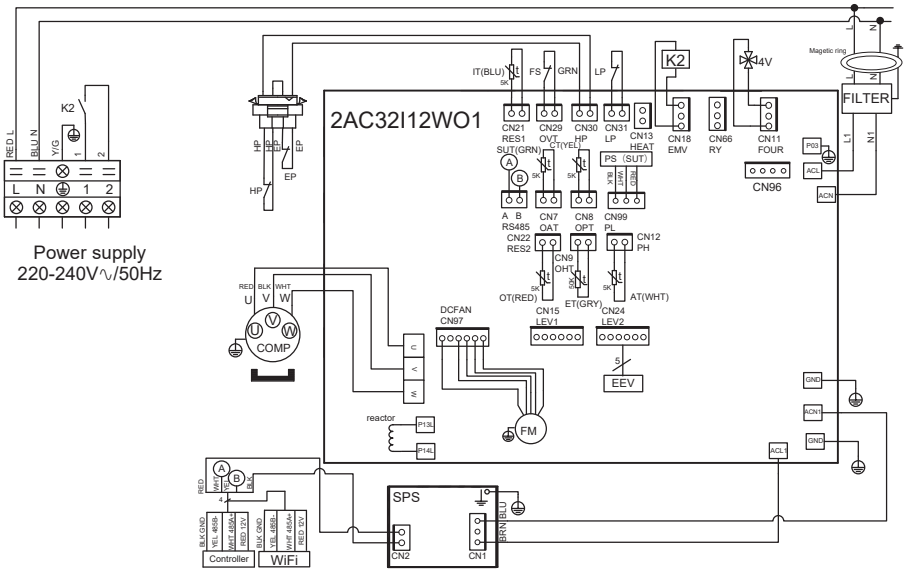 RED L
BLU N
Y/G
K2
1
2
L N 1 2
Power supply
220-240V∿/50Hz
HP
HP
EP
EP
HP
EP
IT(BLU)
5K
FS
GRN
LP
K2
4V
L
N
Magetic ring
L
N
FILTER
L1
N1
2AC32I12WO1
CN21
RES1
CN29
OVT
CN30
HP
CN31
LP
CN13
HEAT
CN18
EMV
CN66
RY
CN11
FOUR
P03
ACL
ACN
CN96
SUT(GRN)
CT(YEL)
A
B
5K
t
5K
t
PS (SUT)
BLK
WHT
RED
A B
RS485
CN7
OAT
CN8
OPT
CN99
PL
CN22
RES2
CN9
OHT
CN12
PH
5K
t
50K
t
5K
t
OT(RED)
ET(GRY)
AT(WHT)
CN15
LEV1
CN24
LEV2
5
EEV
RED BLK WHT
U V W
U
V
W
COMP
DCFAN
CN97
U
V
W
FM
reactor
P13L
P14L
GND
ACN1
GND
ACL1
RED
A
WHT
YEL
B
BLK
4
BLK GND
YEL 485B-
WHT 485A+
RED 12V
BLK GND
YEL 485B-
WHT 485A+
RED 12V
Controller
WiFi
SPS
CN2
CN1
BLU
BRN